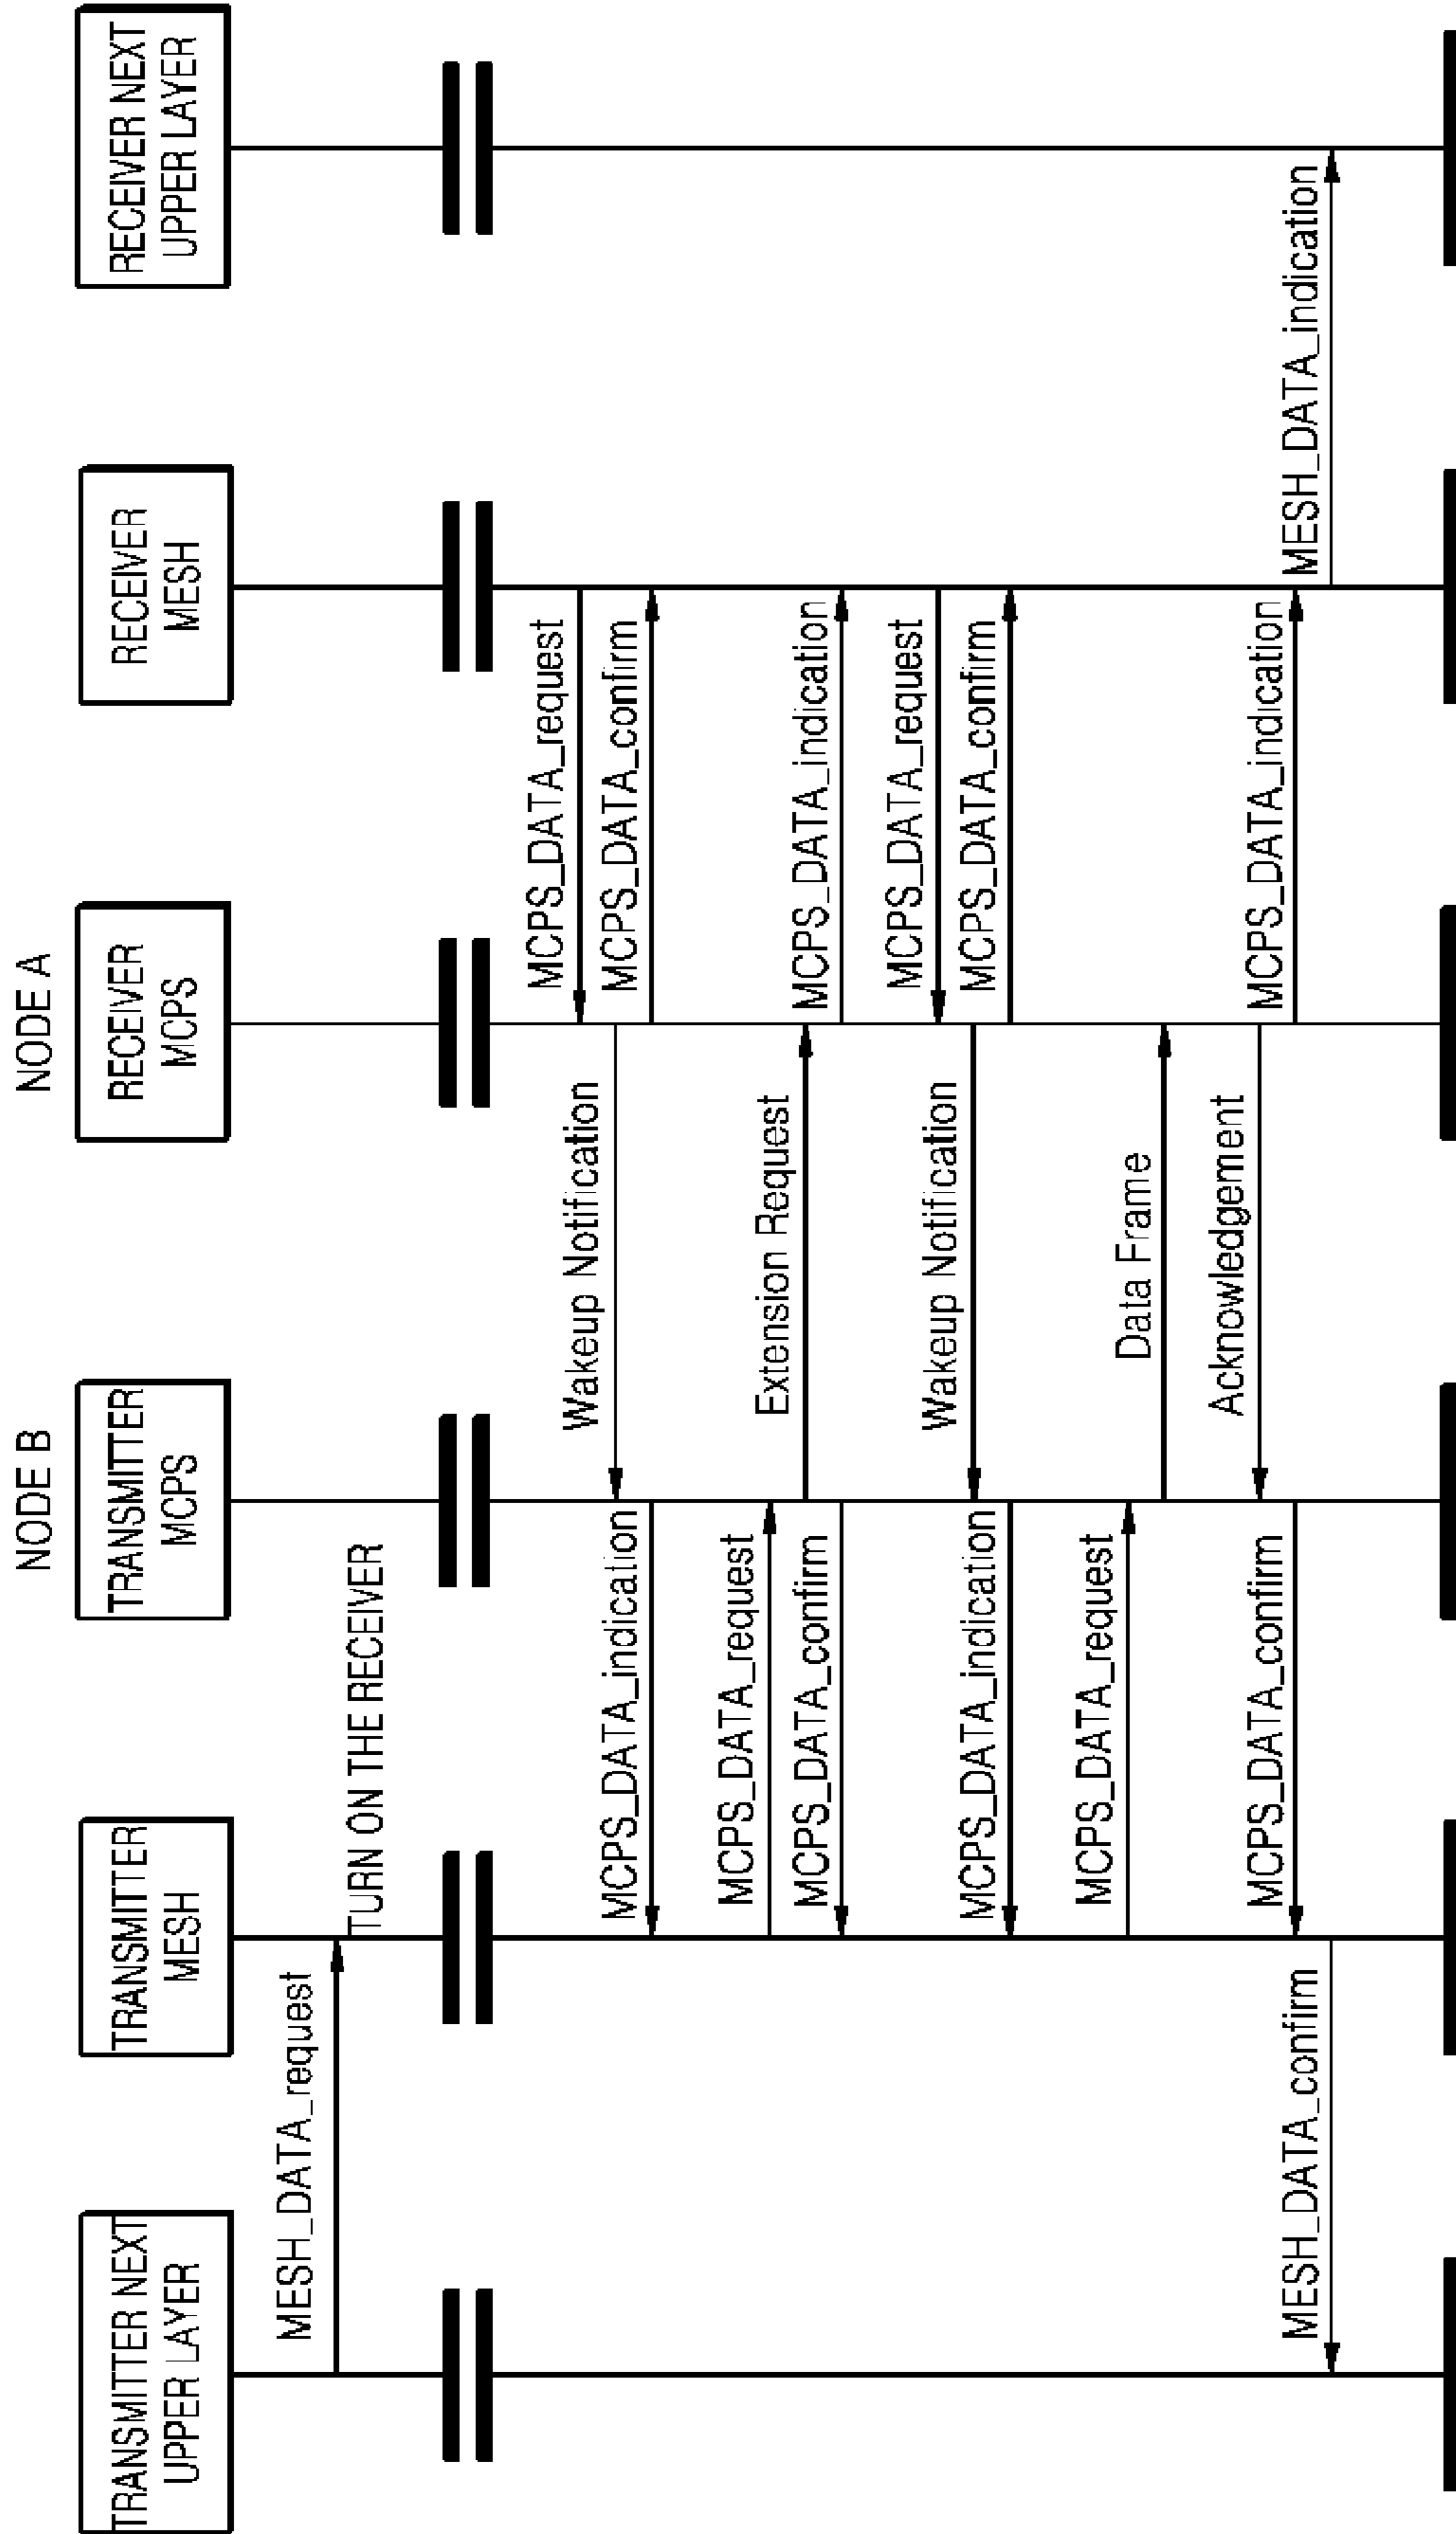 NODE B
NODE A
TRANSMITTER NEXT
UPPER LAYER
TRANSMITTER
MESH
TRANSMITTER
MCPS
RECEIVER
MCPS
RECEIVER
MESH
RECEIVER NEXT
UPPER LAYER
MESH_DATA_request
TURN ON THE RECEIVER
MCPS_DATA_request
Wakeup Notification
MCPS_DATA_indication
MCPS_DATA_confirm
MCPS_DATA_request
Extension Request
MCPS_DATA_confirm
MCPS_DATA_indication
MCPS_DATA_request
Wakeup Notification
MCPS_DATA_indication
MCPS_DATA_confirm
MCPS_DATA_request
Data Frame
Acknowledgement
MCPS_DATA_confirm
MCPS_DATA_indication
MESH_DATA_confirm
MESH_DATA_indication